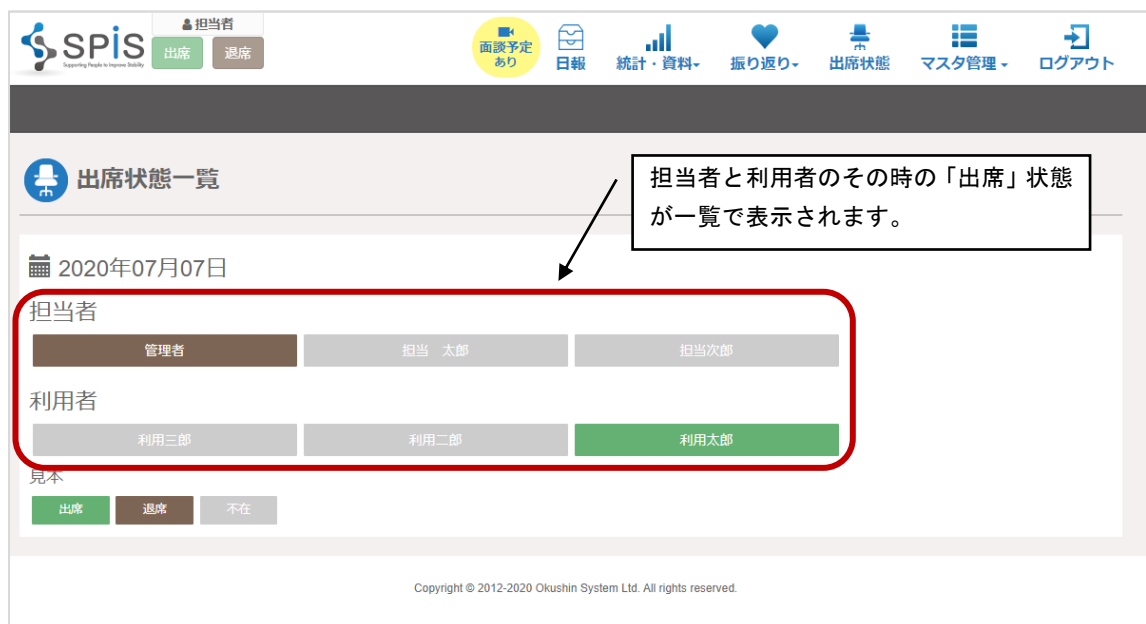 SPiS
Supporting People to Improve Stability
担当者
出席
退席
面談予定
あり
日報
統計・資料
振り返り
出席状態
マスタ管理
ログアウト
出席状態一覧
担当者と利用者のその時の「出席」状態
が一覧で表示されます。
2020年07月07日
担当者
管理者
担当　太郎
担当次郎
利用者
利用三郎
利用二郎
利用太郎
見本
出席
退席
不在
Copyright © 2012-2020 Okushin System Ltd. All rights reserved.